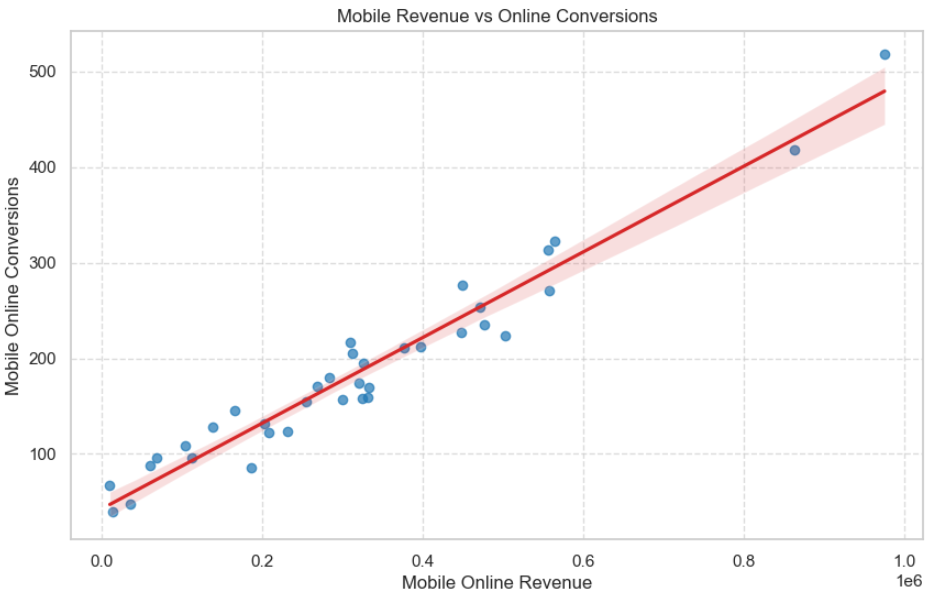 Mobile Revenue vs Online Conversions
Mobile Online Conversions
500
400
300
200
100
0.0 0.2 0.4 0.6 0.8 1.0
1e6
Mobile Online Revenue